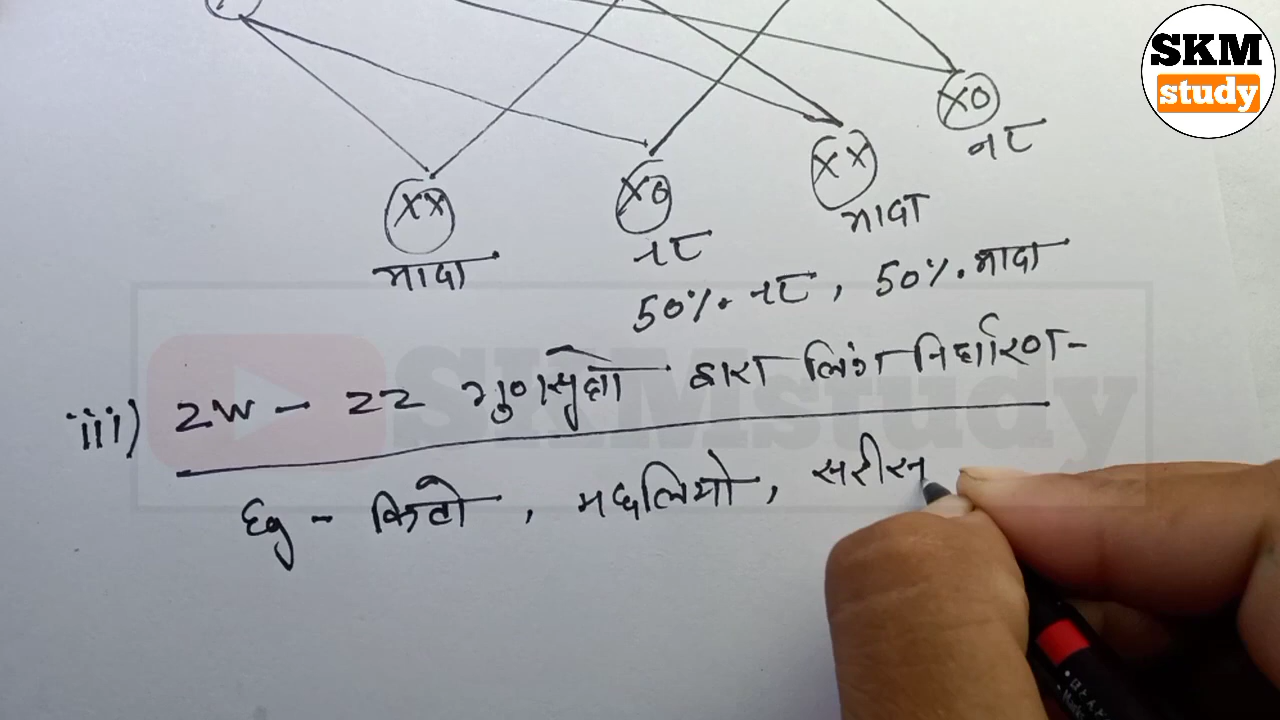 SKM
study
XO
नर
XX
मादा
XO
नर
XX
मादा
50% नर, 50% मादा
iii) ZW - ZZ गुणसूत्रो द्वारा लिंग निर्धारण -
Eg - किटो, मछलियो, सरीसृ
SKMstudy